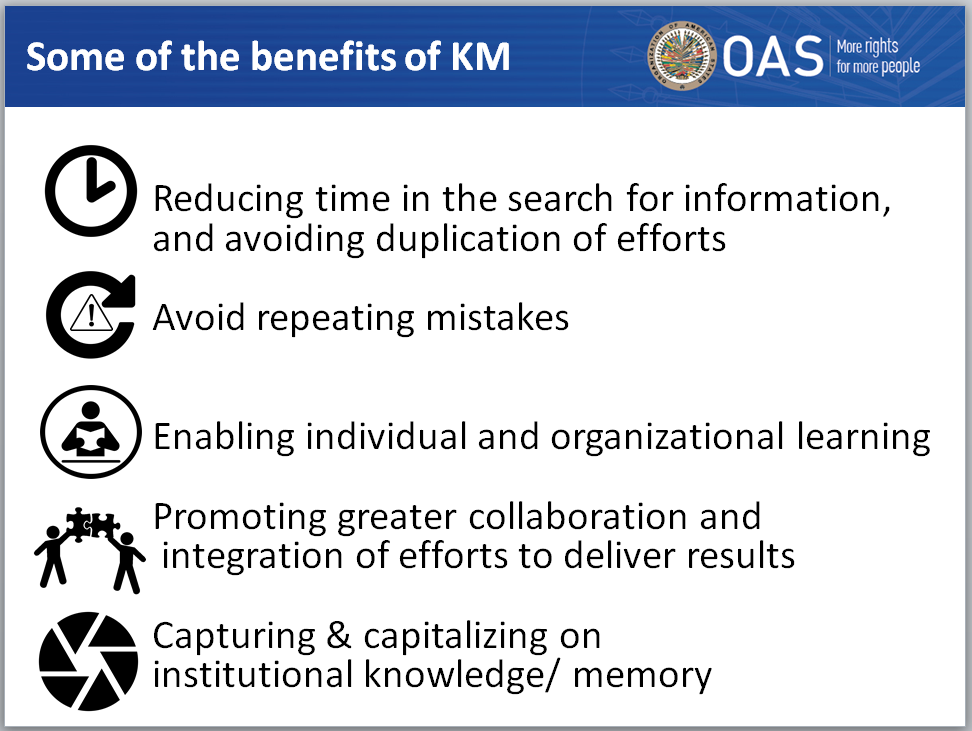 Some of the benefits of KM
OAS
More rights
for more people
Reducing time in the search for information,
and avoiding duplication of efforts
Avoid repeating mistakes
Enabling individual and organizational learning
Promoting greater collaboration and
integration of efforts to deliver results
Capturing & capitalizing on
institutional knowledge/ memory